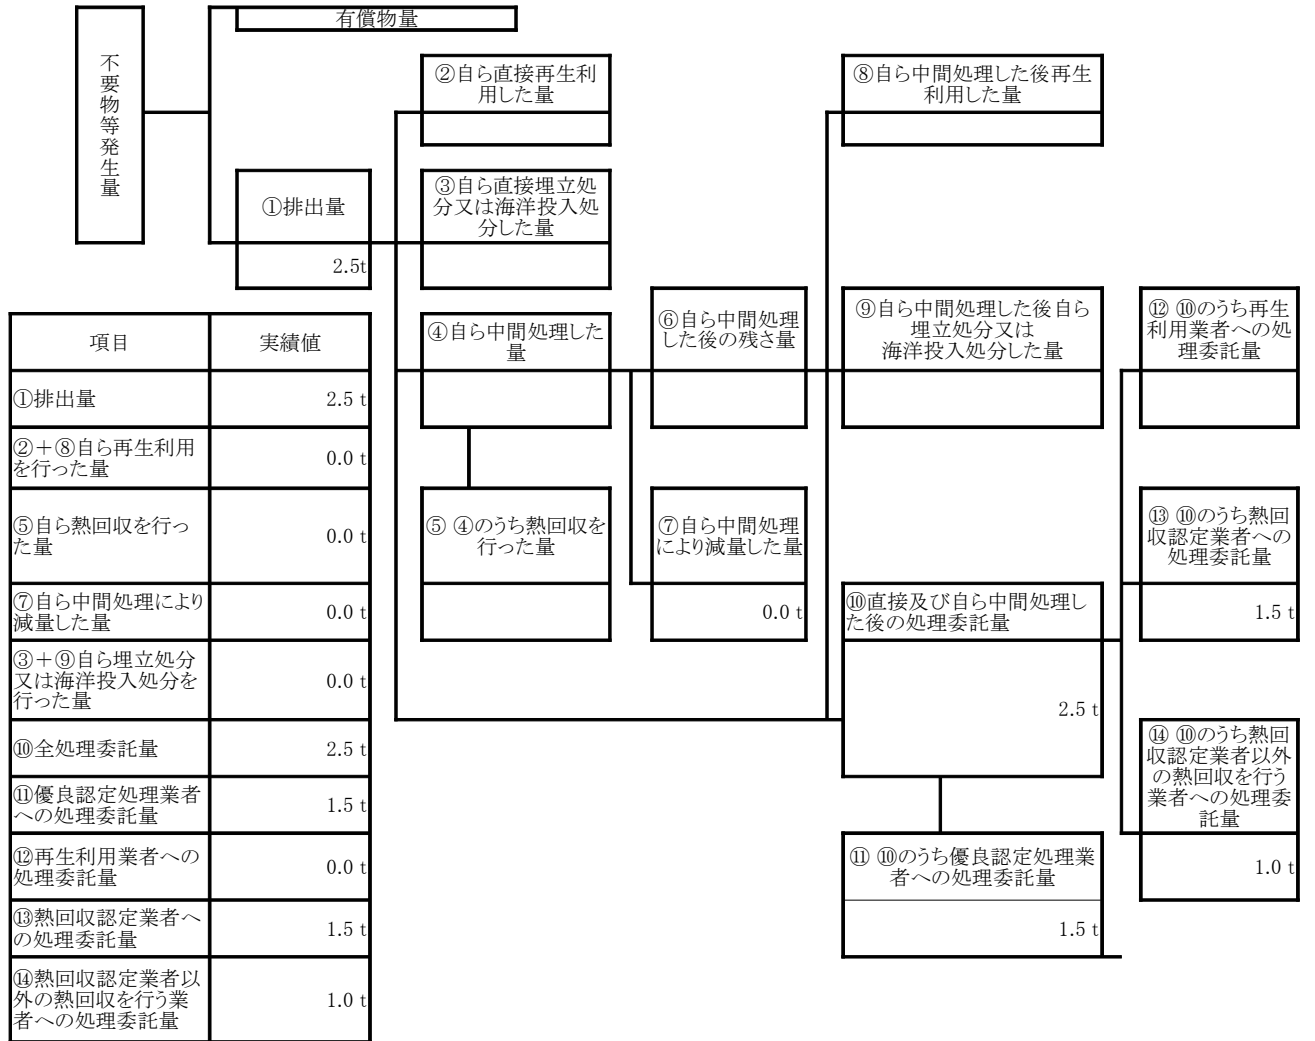 有償物量
不要物等発生量
②自ら直接再生利
用した量
⑧自ら中間処理した後再生
利用した量
①排出量
2.5t
③自ら直接埋立処
分又は海洋投入処
分した量
④自ら中間処理した
量
⑥自ら中間処理
した後の残さ量
⑨自ら中間処理した後自ら
埋立処分又は
海洋投入処分した量
⑫ ⑩のうち再生
利用業者への処
理委託量
⑤ ④のうち熱回収を
行った量
⑦自ら中間処理
により減量した量
0.0 t
⑬ ⑩のうち熱回
収認定業者への
処理委託量
1.5 t
⑩直接及び自ら中間処理し
た後の処理委託量
2.5 t
⑭ ⑩のうち熱回
収認定業者以外
の熱回収を行う
業者への処理委
託量
1.0 t
⑪ ⑩のうち優良認定処理業
者への処理委託量
1.5 t
項目 実績値
①排出量 2.5 t
②＋⑧自ら再生利用
を行った量 0.0 t
⑤自ら熱回収を行っ
た量 0.0 t
⑦自ら中間処理により
減量した量 0.0 t
③＋⑨自ら埋立処分
又は海洋投入処分を
行った量 0.0 t
⑩全処理委託量 2.5 t
⑪優良認定処理業者
への処理委託量 1.5 t
⑫再生利用業者への
処理委託量 0.0 t
⑬熱回収認定業者へ
の処理委託量 1.5 t
⑭熱回収認定業者以
外の熱回収を行う業
者への処理委託量 1.0 t